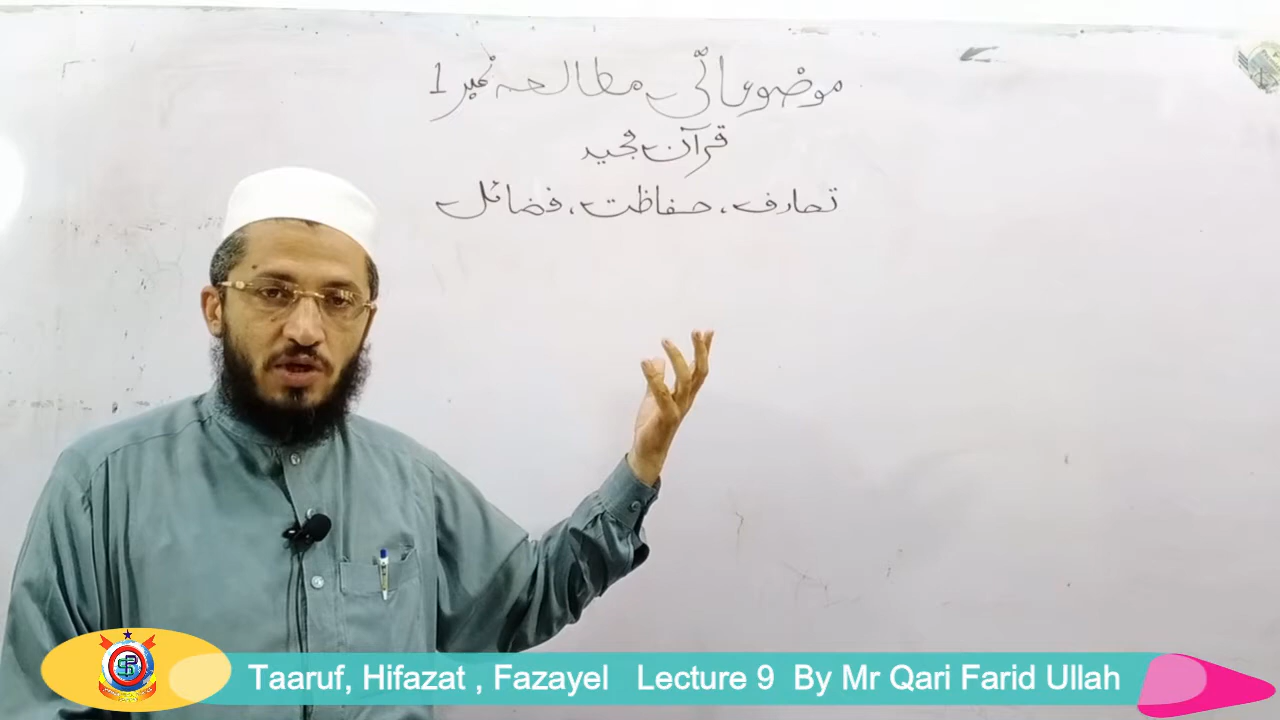 موضوعاتی مطالعہ نمبر 1
قرآن مجید
تعارف، حفاظت، فضائل
Taaruf, Hifazat , Fazayel Lecture 9 By Mr Qari Farid Ullah